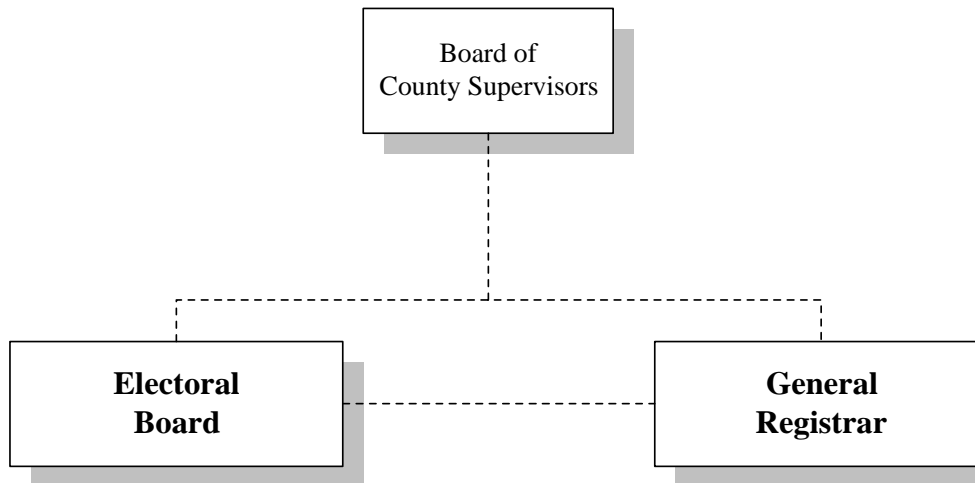 Board of
County Supervisors
Electoral
Board
General
Registrar